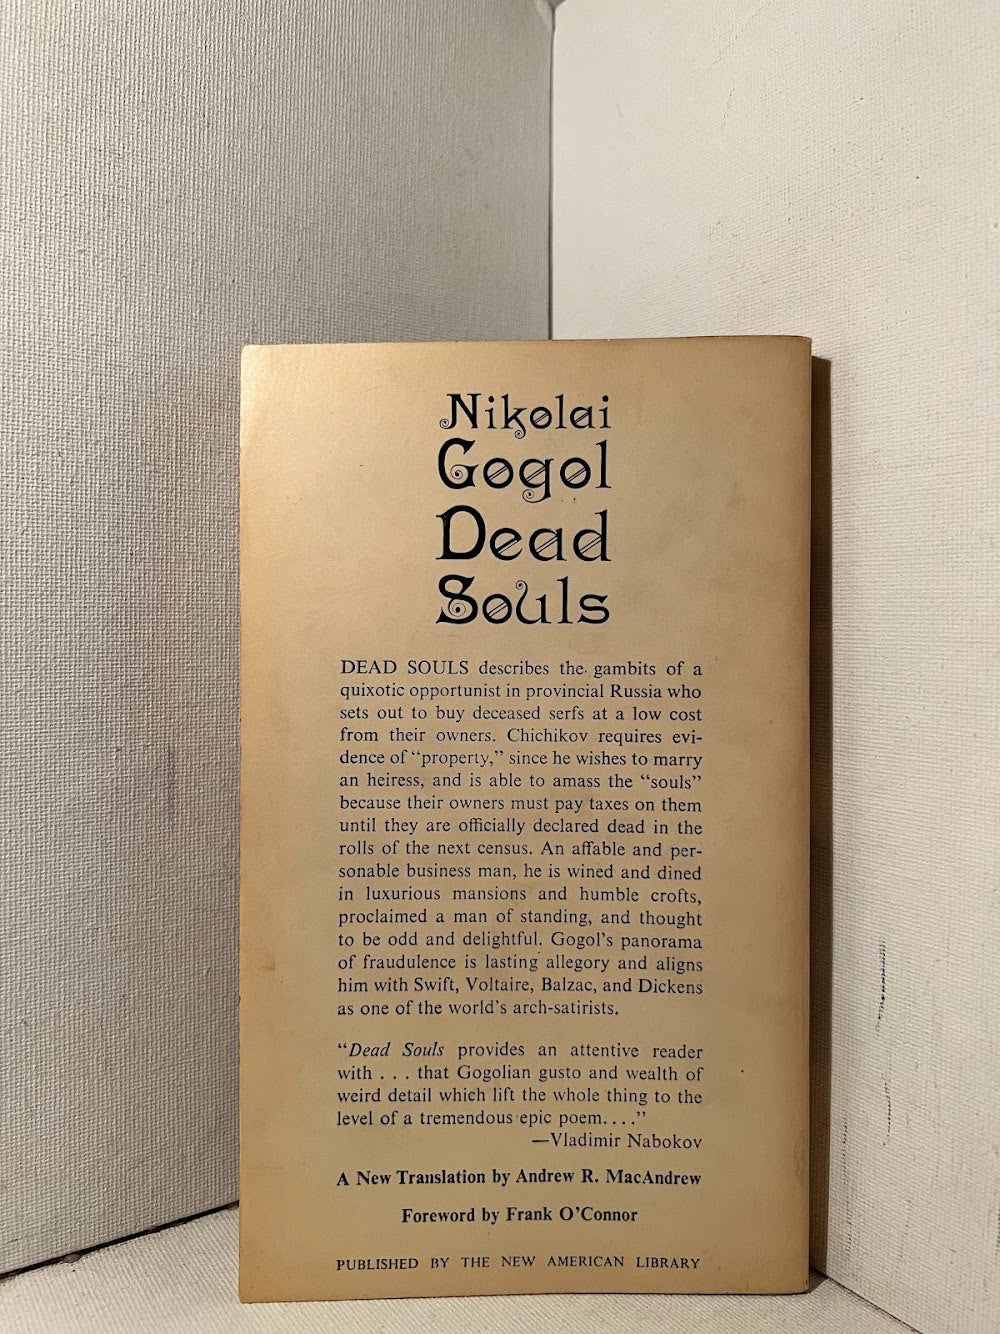 Nikolai
Gogol
Dead
Souls
DEAD SOULS describes the gambits of a
quixotic opportunist in provincial Russia who
sets out to buy deceased serfs at a low cost
from their owners. Chichikov requires evi-
dence of “property,” since he wishes to marry
an heiress, and is able to amass the “souls”
because their owners must pay taxes on them
until they are officially declared dead in the
rolls of the next census. An affable and per-
sonable business man, he is wined and dined
in luxurious mansions and humble crofts,
proclaimed a man of standing, and thought
to be odd and delightful. Gogol’s panorama
of fraudulence is lasting allegory and aligns
him with Swift, Voltaire, Balzac, and Dickens
as one of the world’s arch-satirists.
“Dead Souls provides an attentive reader
with . . . that Gogolian gusto and wealth of
weird detail which lift the whole thing to the
level of a tremendous epic poem. . . .”
—Vladimir Nabokov
A New Translation by Andrew R. MacAndrew
Foreword by Frank O’Connor
PUBLISHED BY THE NEW AMERICAN LIBRARY